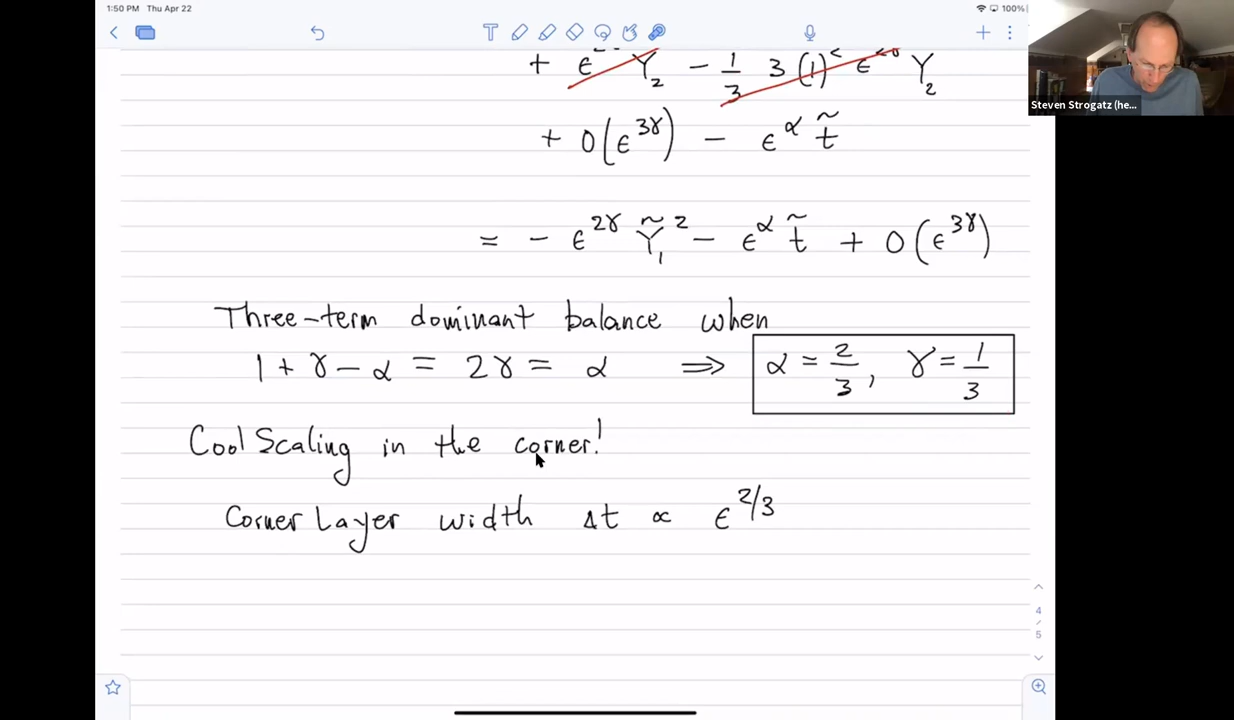 1:50 PM Thu Apr 22
100%
Steven Strogatz (he...
+ ϵ Y₂ − 1/3 3 (1) ϵ Y₂
+ O(ϵ^{3γ}) − ϵ^α t̃
= − ϵ^{2γ} Ỹ₁² − ϵ^α t̃ + O(ϵ^{3γ})
Three-term dominant balance when
1 + γ − α = 2γ = α ⟹ α = 2/3, γ = 1/3
Cool Scaling in the corner!
Corner Layer width Δt ∝ ϵ^{2/3}
4
/
5